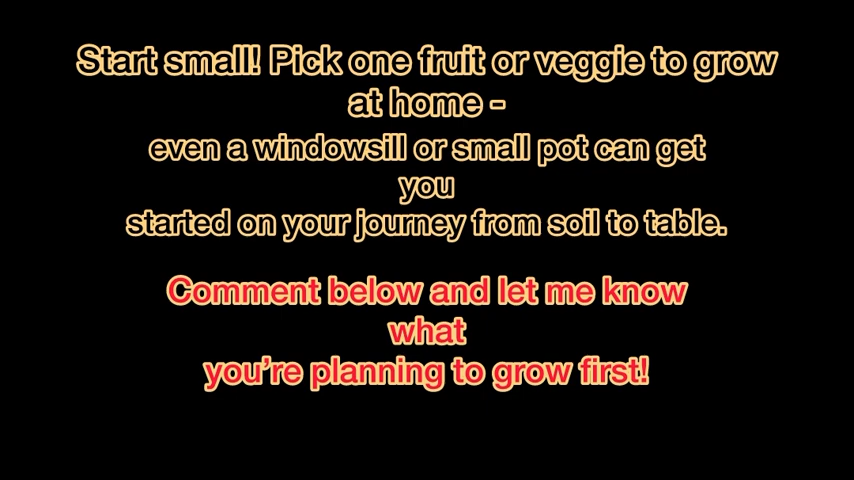 Start small! Pick one fruit or veggie to grow
at home -
even a windowsill or small pot can get
you
started on your journey from soil to table.
Comment below and let me know
what
you’re planning to grow first!